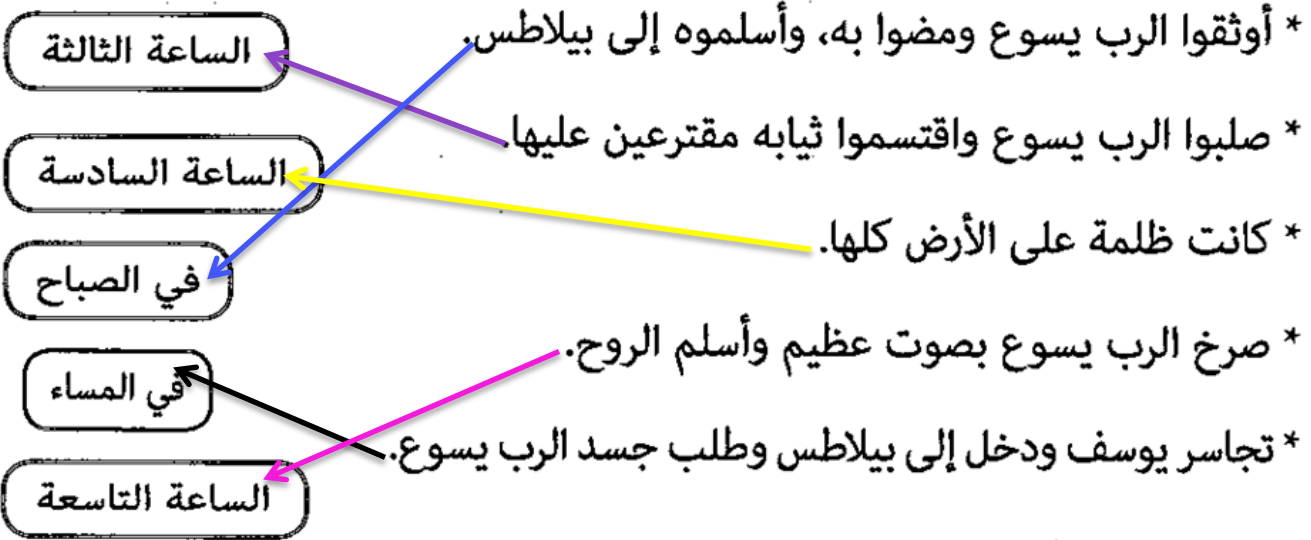 * أوثقوا الرب يسوع ومضوا به، وأسلموه إلى بيلاطس.
الساعة الثالثة
* صلبوا الرب يسوع واقتسموا ثيابه مقترعين عليها.
الساعة السادسة
* كانت ظلمة على الأرض كلها.
في الصباح
* صرخ الرب يسوع بصوت عظيم وأسلم الروح.
في المساء
* تجاسر يوسف ودخل إلى بيلاطس وطلب جسد الرب يسوع.
الساعة التاسعة